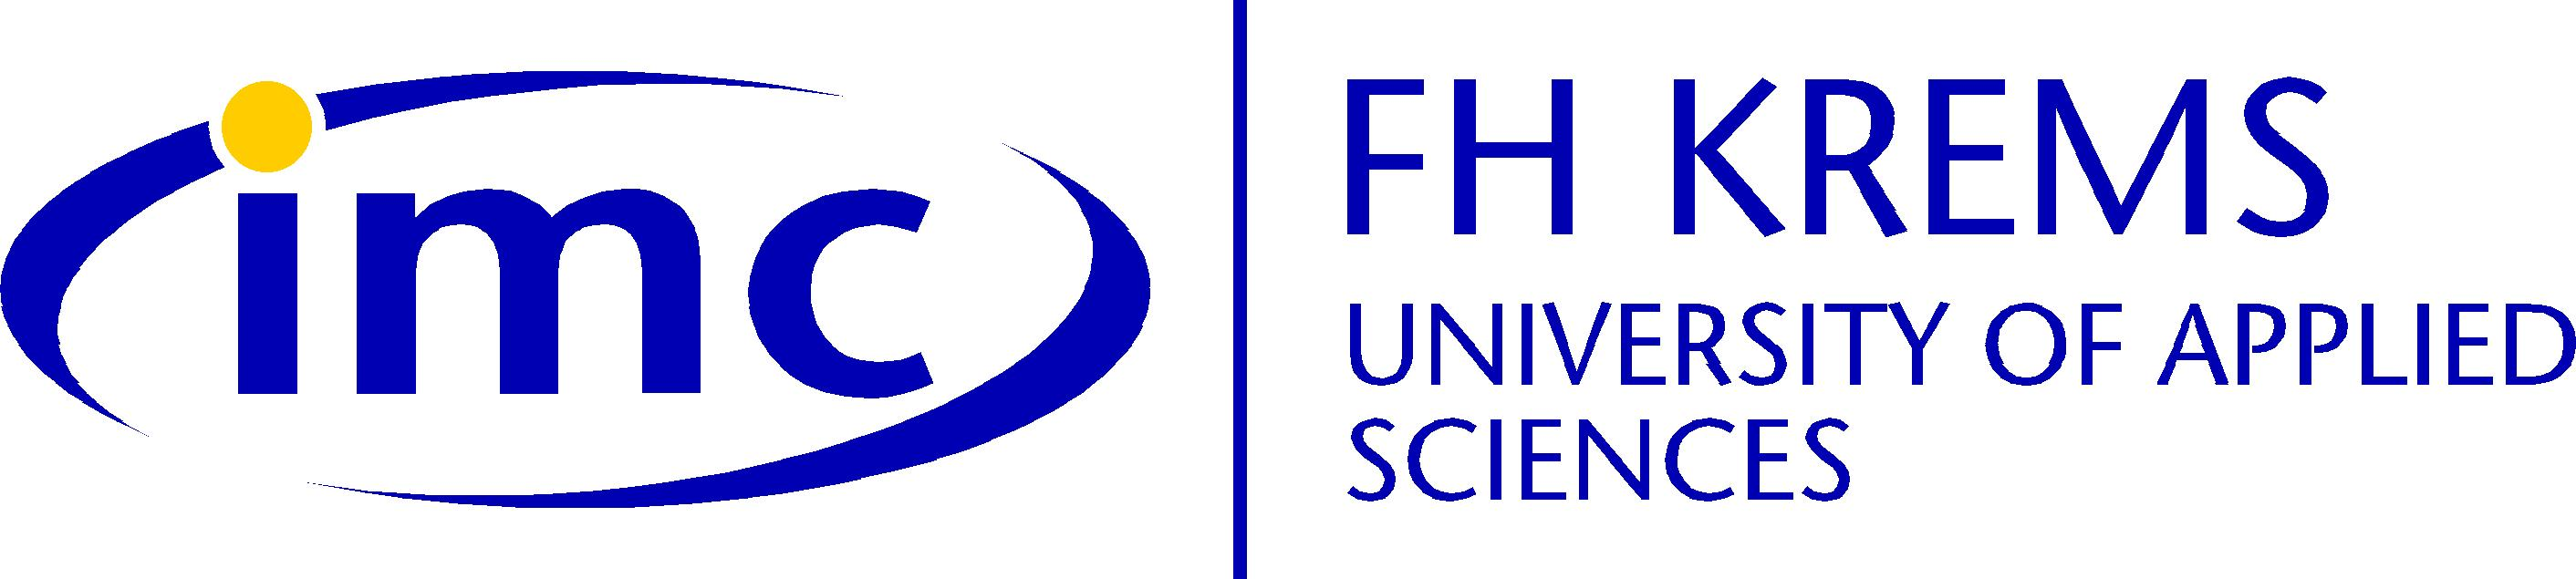 imc
FH KREMS
UNIVERSITY OF APPLIED
SCIENCES